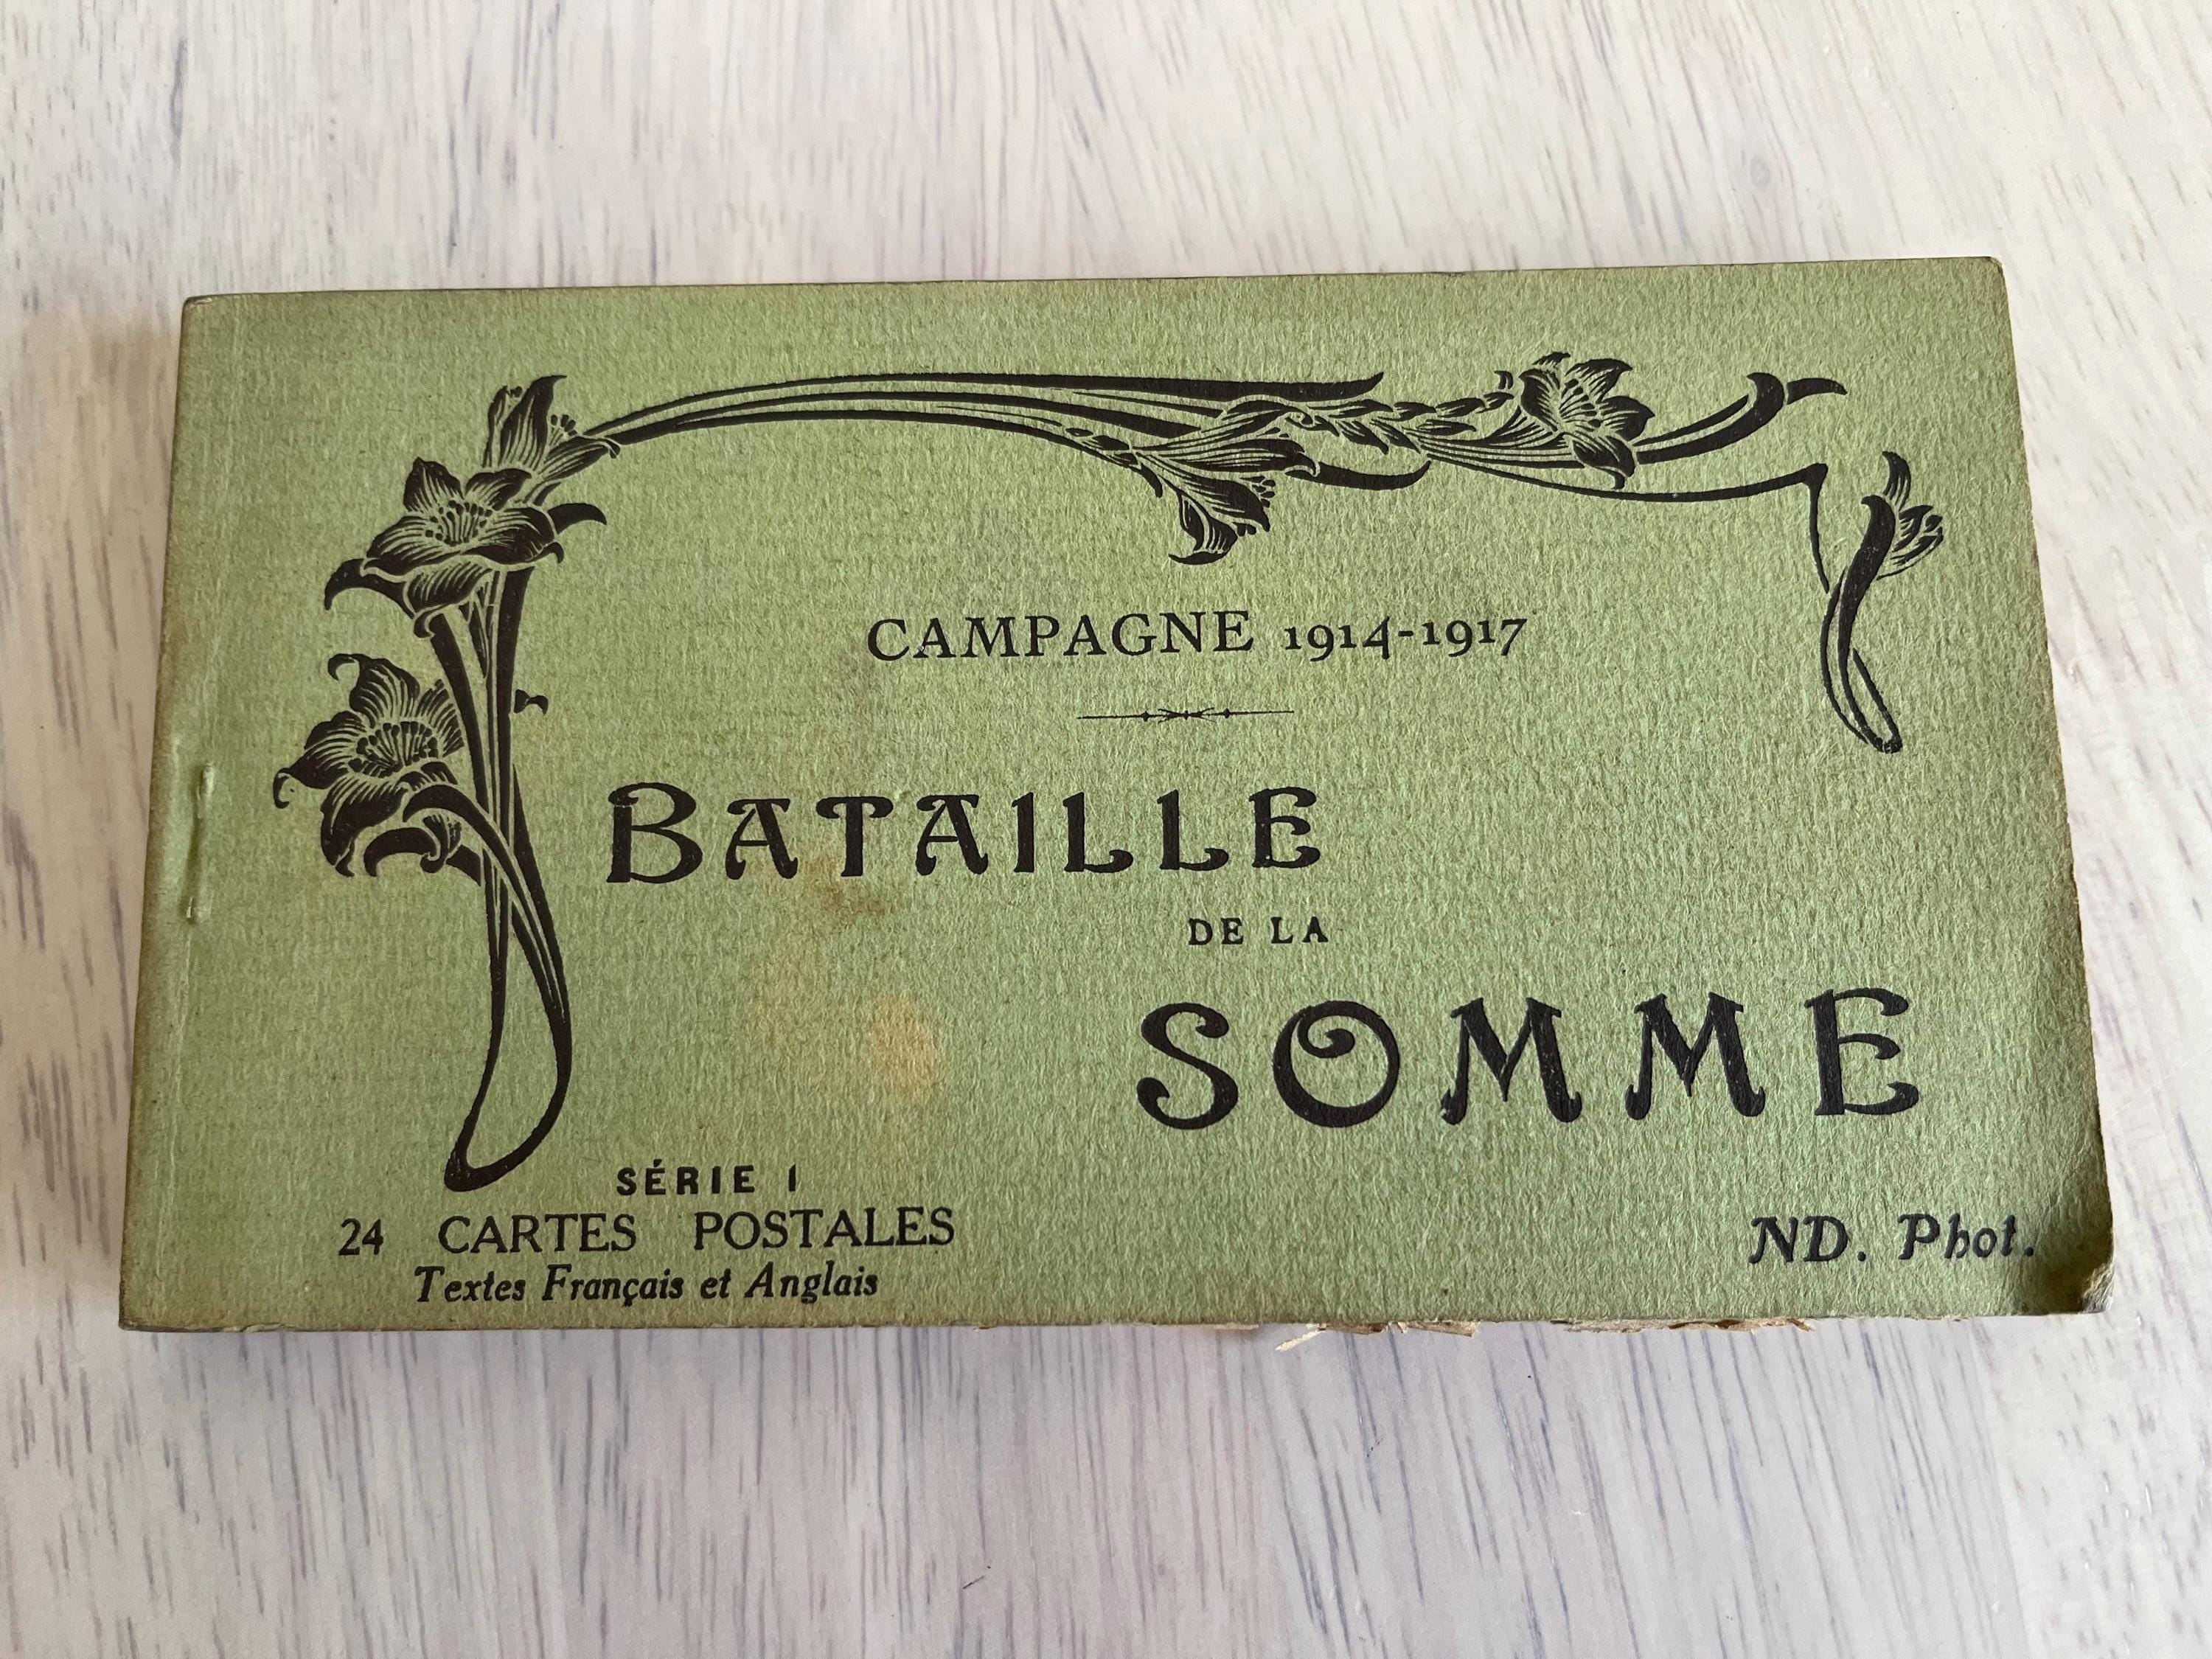 CAMPAGNE 1914-1917
BATAILLE
DE LA
SOMME
SÉRIE I
24 CARTES POSTALES
Textes Français et Anglais
ND. Phot.